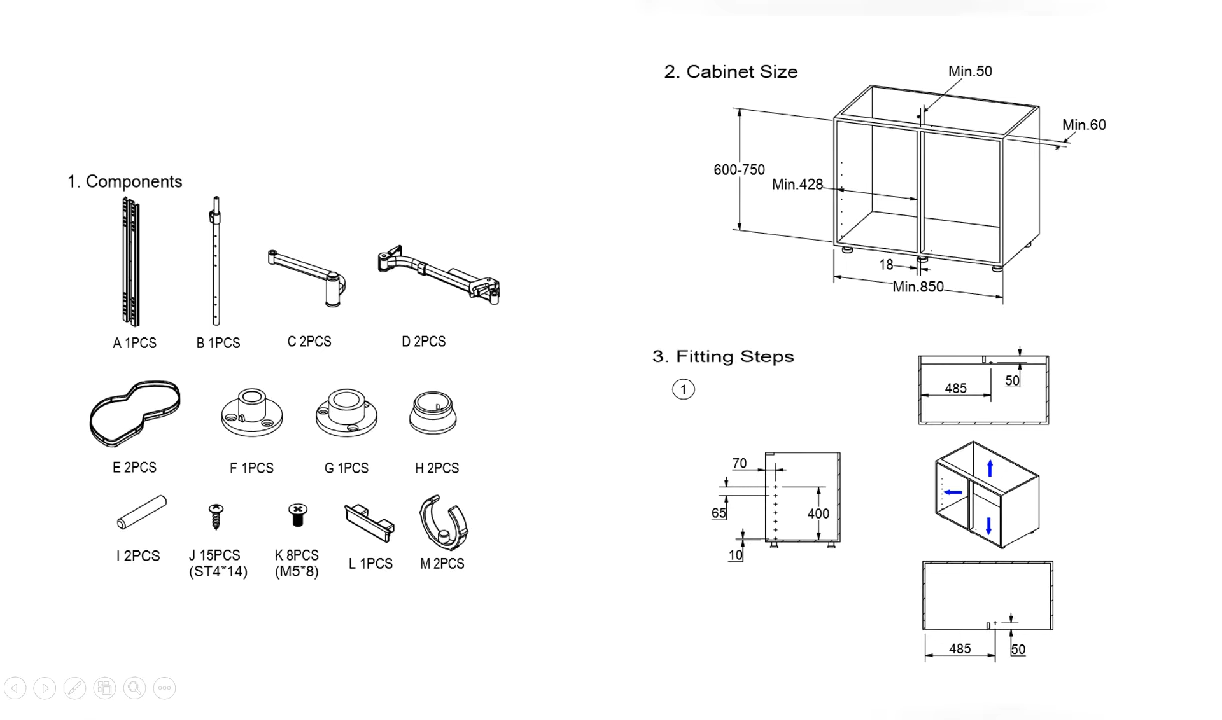 1. Components
A 1PCS
B 1PCS
C 2PCS
D 2PCS
E 2PCS
F 1PCS
G 1PCS
H 2PCS
I 2PCS
J 15PCS
(ST4*14)
K 8PCS
(M5*8)
L 1PCS
M 2PCS
2. Cabinet Size
Min.50
Min.60
600-750
Min.428
18
Min.850
3. Fitting Steps
1
485
50
70
65
400
10
485
50